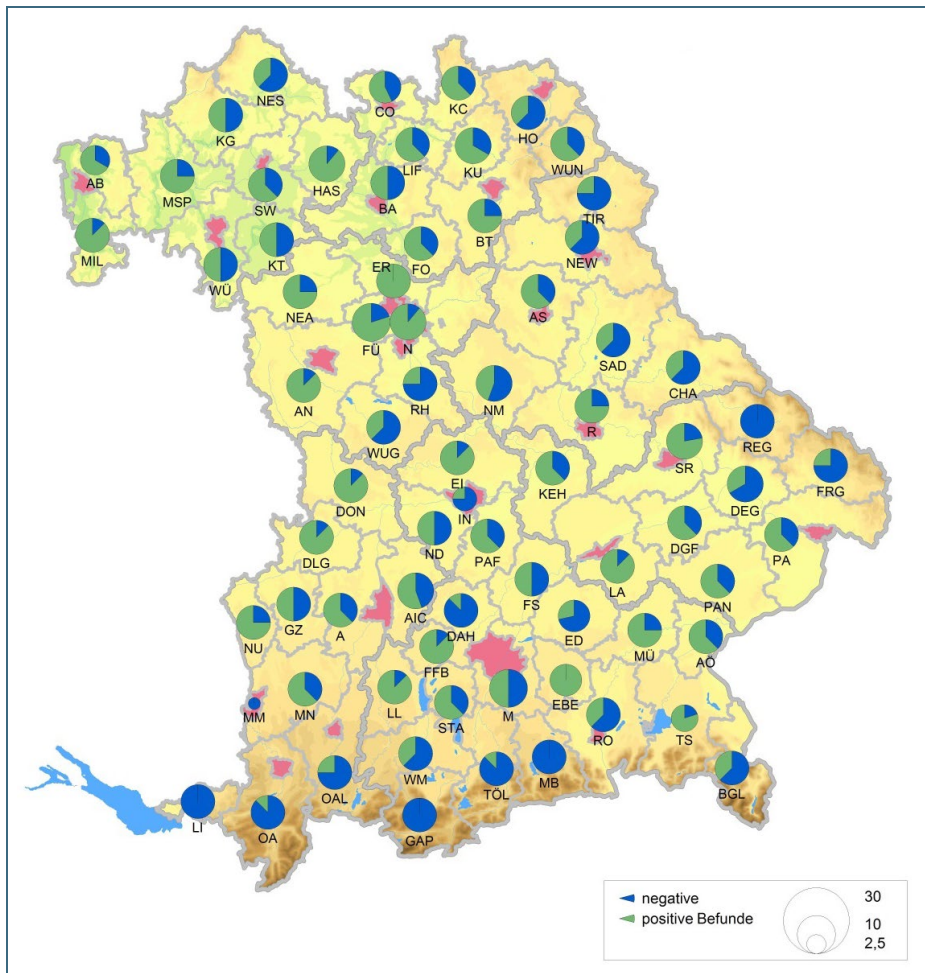 NES
CO
KC
KG
HO
LIF
KU
WUN
AB
MSP
SW
HAS
BA
TIR
BT
MIL
KT
FO
NEW
WÜ
ER
NEA
AS
FÜ
N
SAD
CHA
AN
RH
NM
R
REG
WUG
SR
EI
KEH
FRG
DON
IN
DEG
ND
PAF
DGF
PA
DLG
LA
FS
PAN
GZ
A
AIC
DAH
ED
NU
MÜ
AÖ
FFB
MN
LL
STA
M
EBE
MM
RO
TS
OAL
WM
TÖL
MB
BGL
LI
OA
GAP
negative
positive Befunde
30
10
2,5